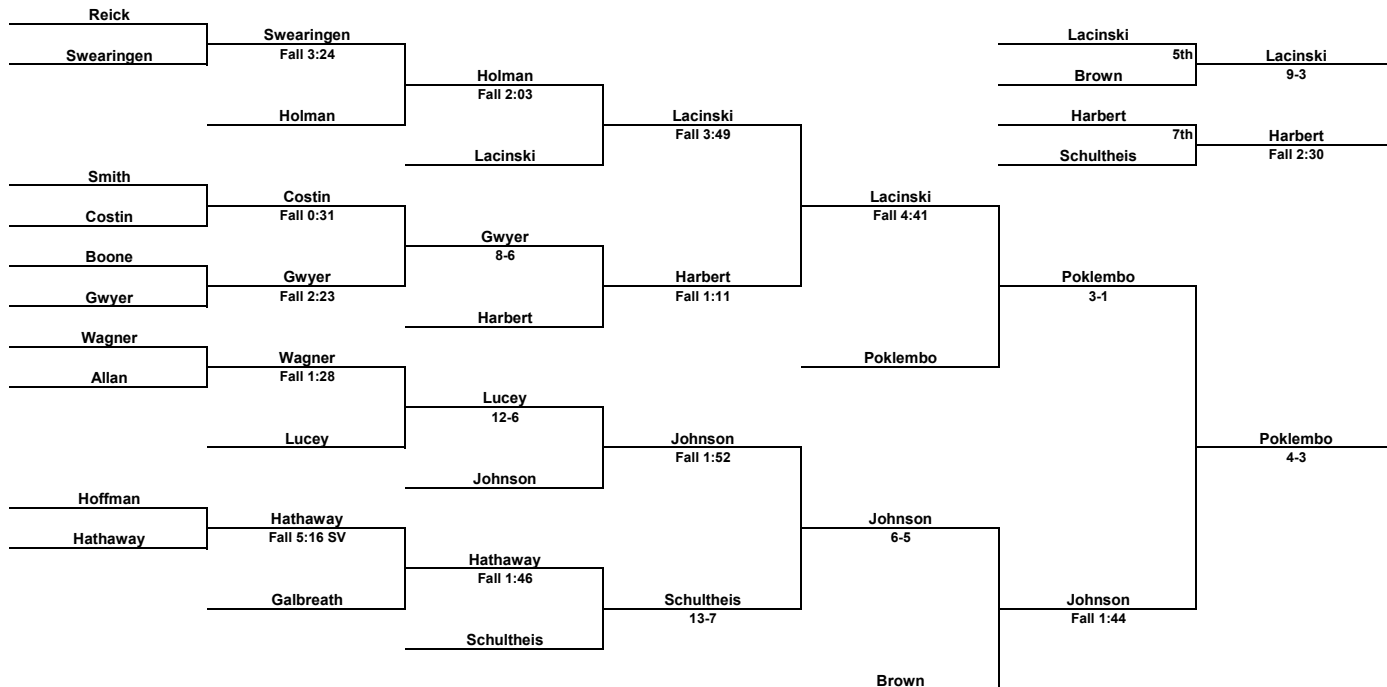 Reick
Swearingen
Lacinski
Swearingen
Fall 3:24
5th
Lacinski
9-3
Holman
Fall 2:03
Brown
Holman
Lacinski
Fall 3:49
Harbert
7th
Harbert
Fall 2:30
Lacinski
Schultheis
Smith
Costin
Fall 0:31
Lacinski
Fall 4:41
Costin
Gwyer
8-6
Boone
Gwyer
Fall 2:23
Harbert
Fall 1:11
Poklembo
3-1
Gwyer
Harbert
Wagner
Wagner
Fall 1:28
Poklembo
Allan
Lucey
12-6
Lucey
Johnson
Fall 1:52
Poklembo
4-3
Johnson
Hoffman
Hathaway
Fall 5:16 SV
Johnson
6-5
Hathaway
Hathaway
Fall 1:46
Galbreath
Schultheis
13-7
Johnson
Fall 1:44
Schultheis
Brown